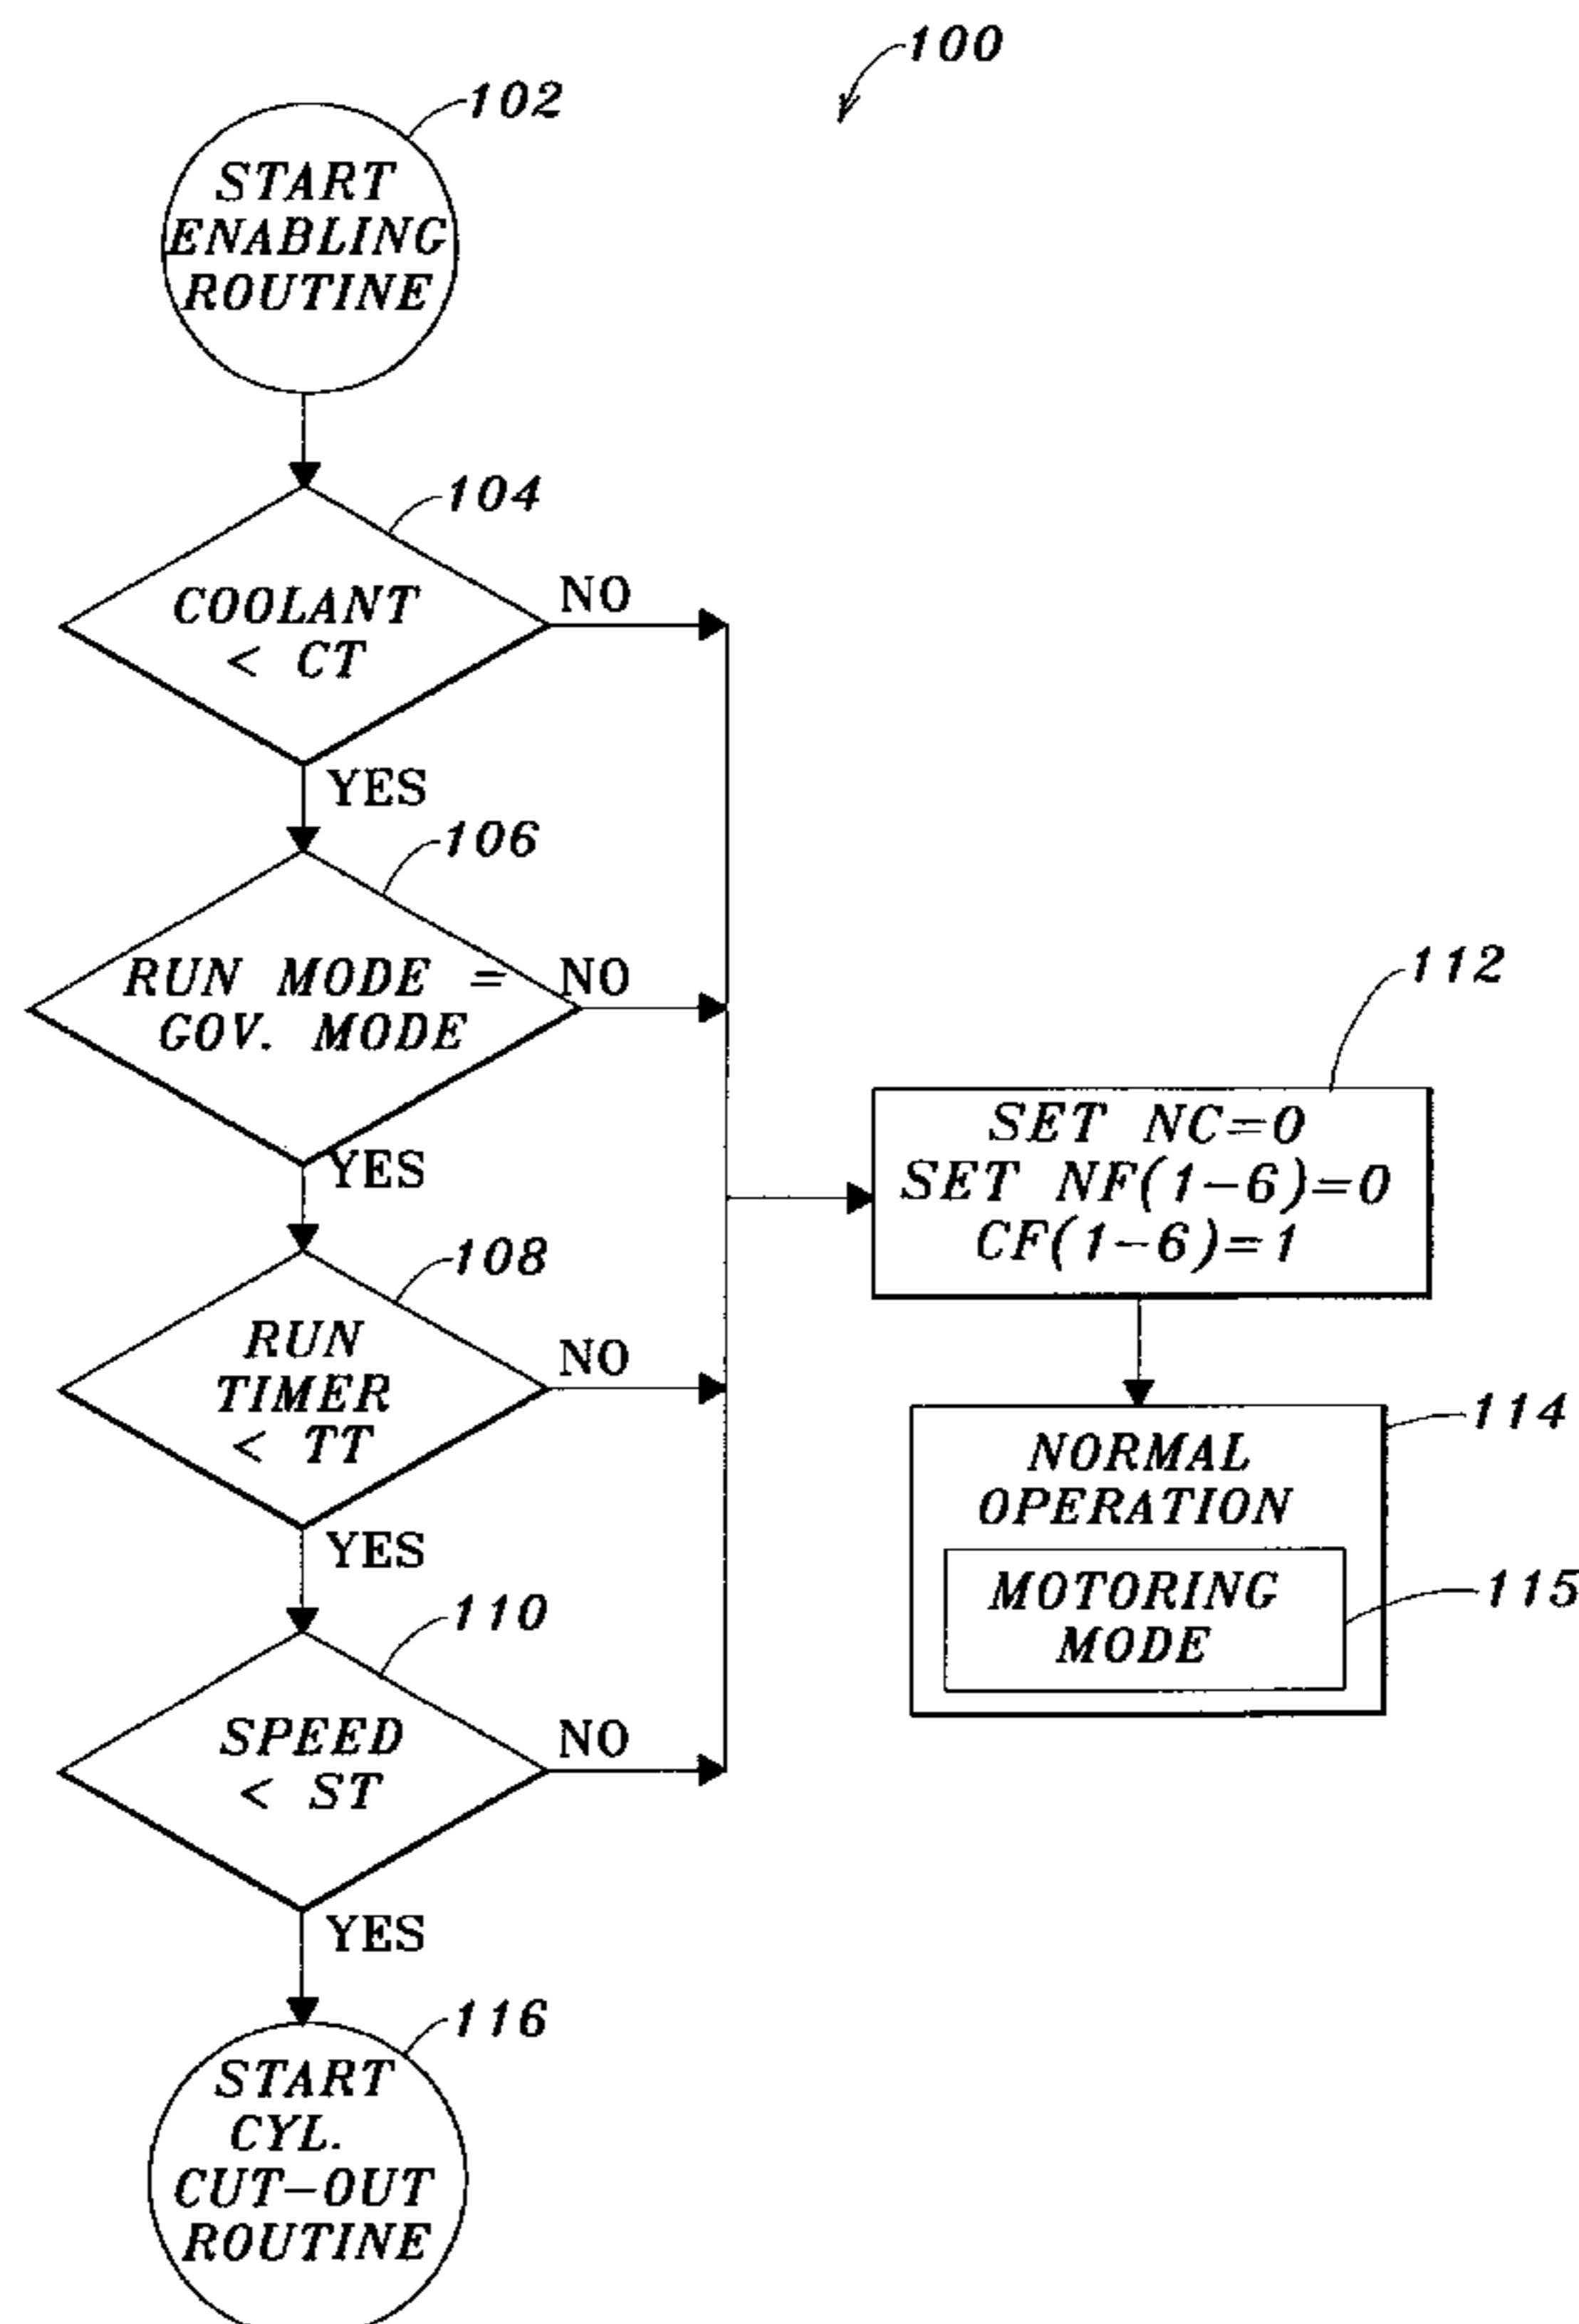 100
102
START
ENABLING
ROUTINE
104
COOLANT
< CT
NO
YES
106
RUN MODE =
GOV. MODE
NO
YES
108
RUN
TIMER
< TT
NO
YES
110
SPEED
< ST
NO
YES
116
START
CYL.
CUT-OUT
ROUTINE
112
SET NC=0
SET NF(1-6)=0
CF(1-6)=1
114
NORMAL
OPERATION
115
MOTORING
MODE